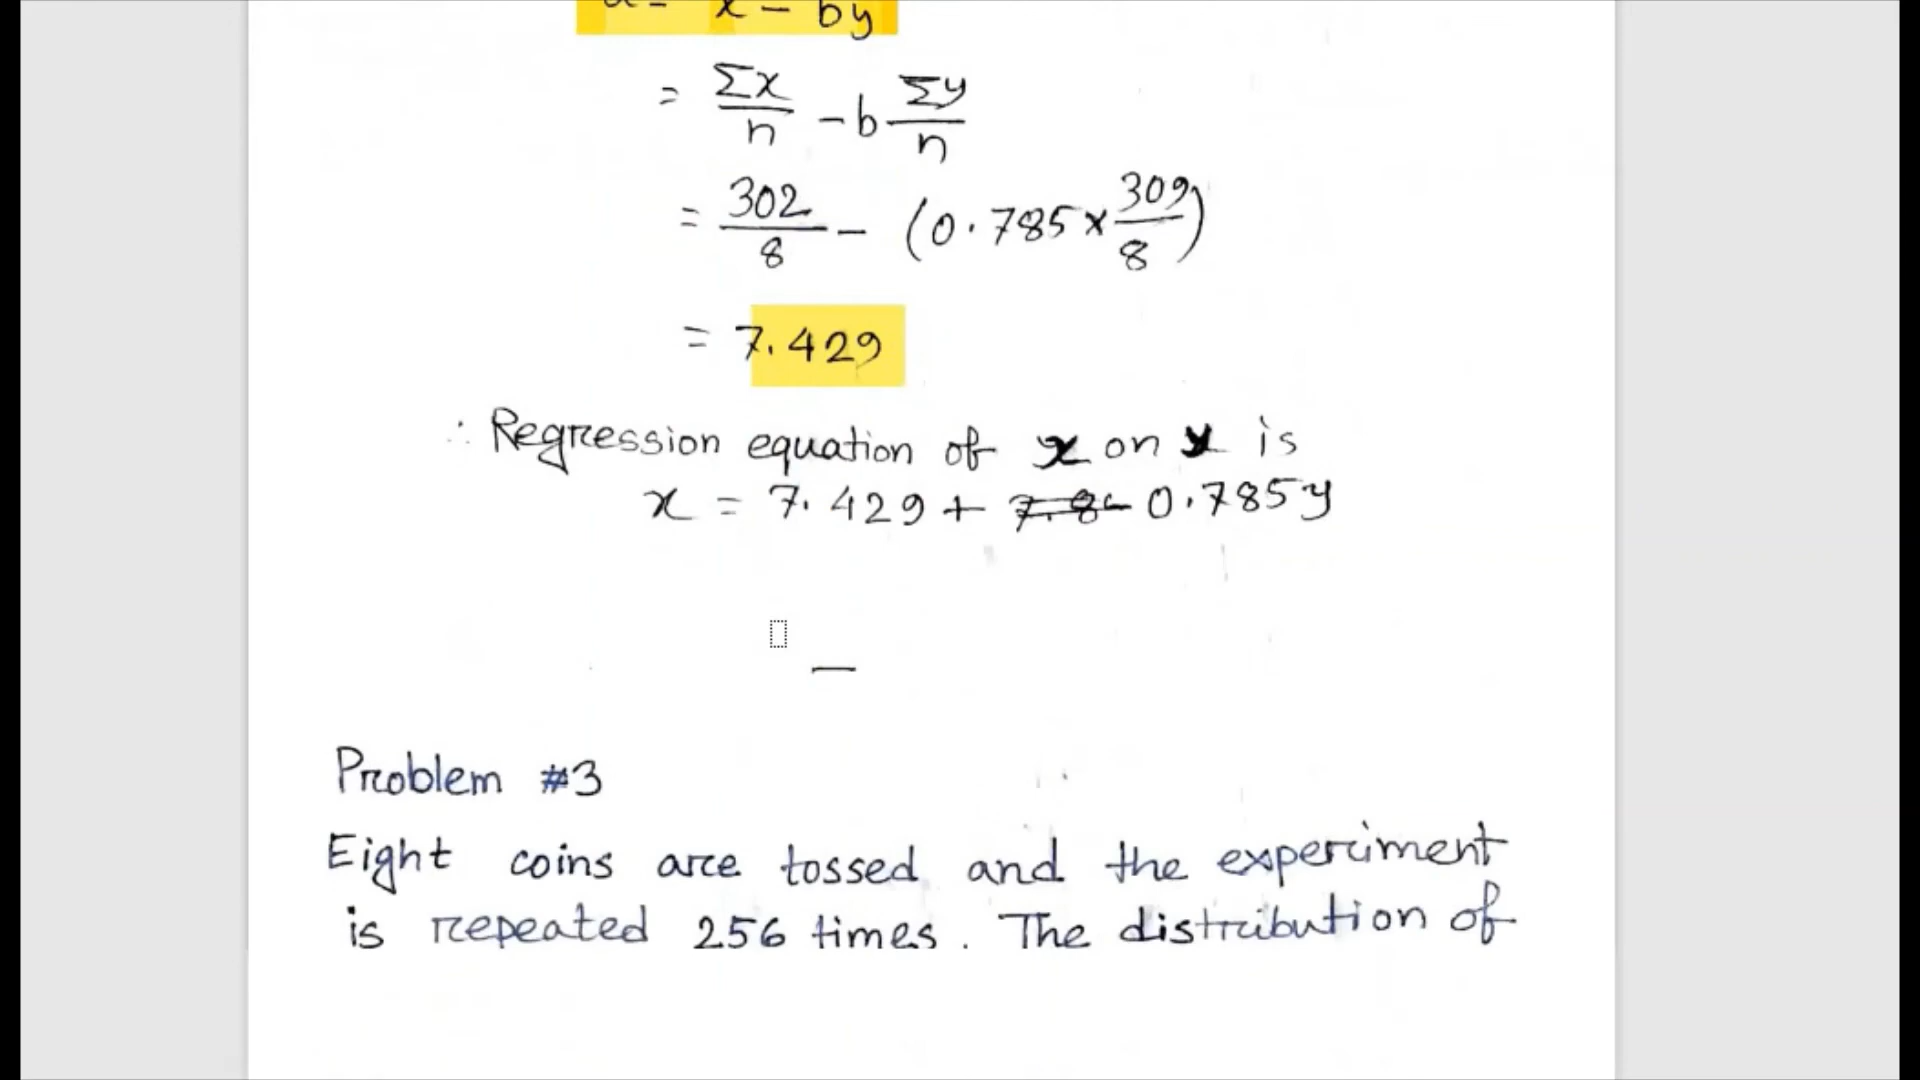 a = x - by
= Σx/n - b Σy/n
= 302/8 - (0.785 × 309/8)
= 7.429
∴ Regression equation of x on y is
x = 7.429 + 0.785y
Problem #3
Eight coins are tossed and the experiment
is repeated 256 times. The distribution of